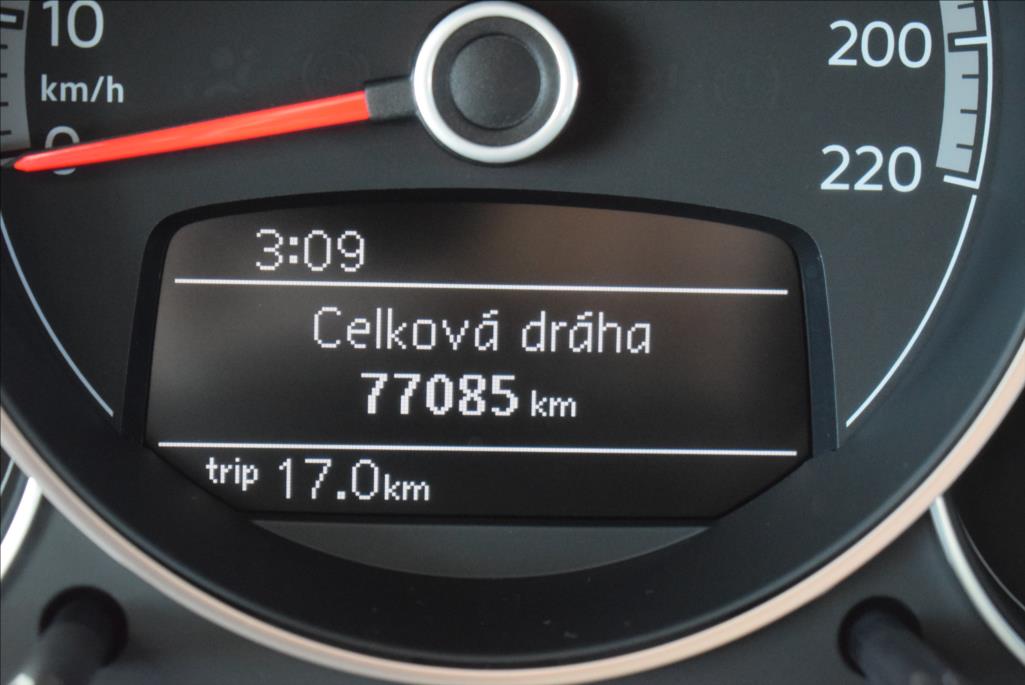 10
km/h
0
200
220
3:09
Celková dráha
77085 km
trip 17.0km